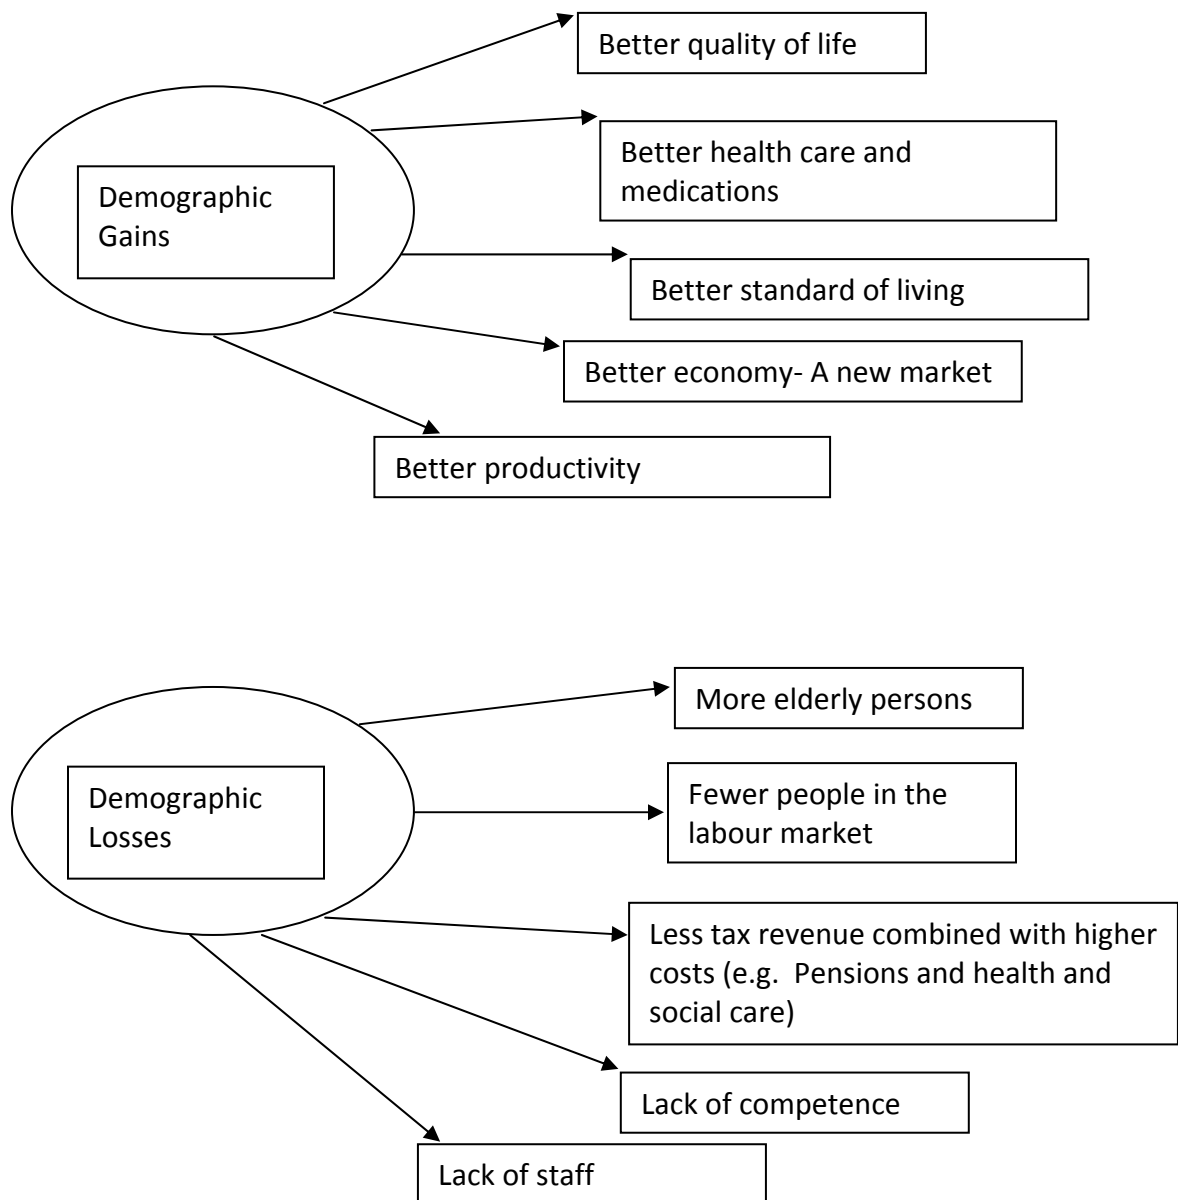 Better quality of life
Better health care and
medications
Demographic
Gains
Better standard of living
Better economy- A new market
Better productivity
More elderly persons
Demographic
Losses
Fewer people in the
labour market
Less tax revenue combined with higher
costs (e.g.  Pensions and health and
social care)
Lack of competence
Lack of staff